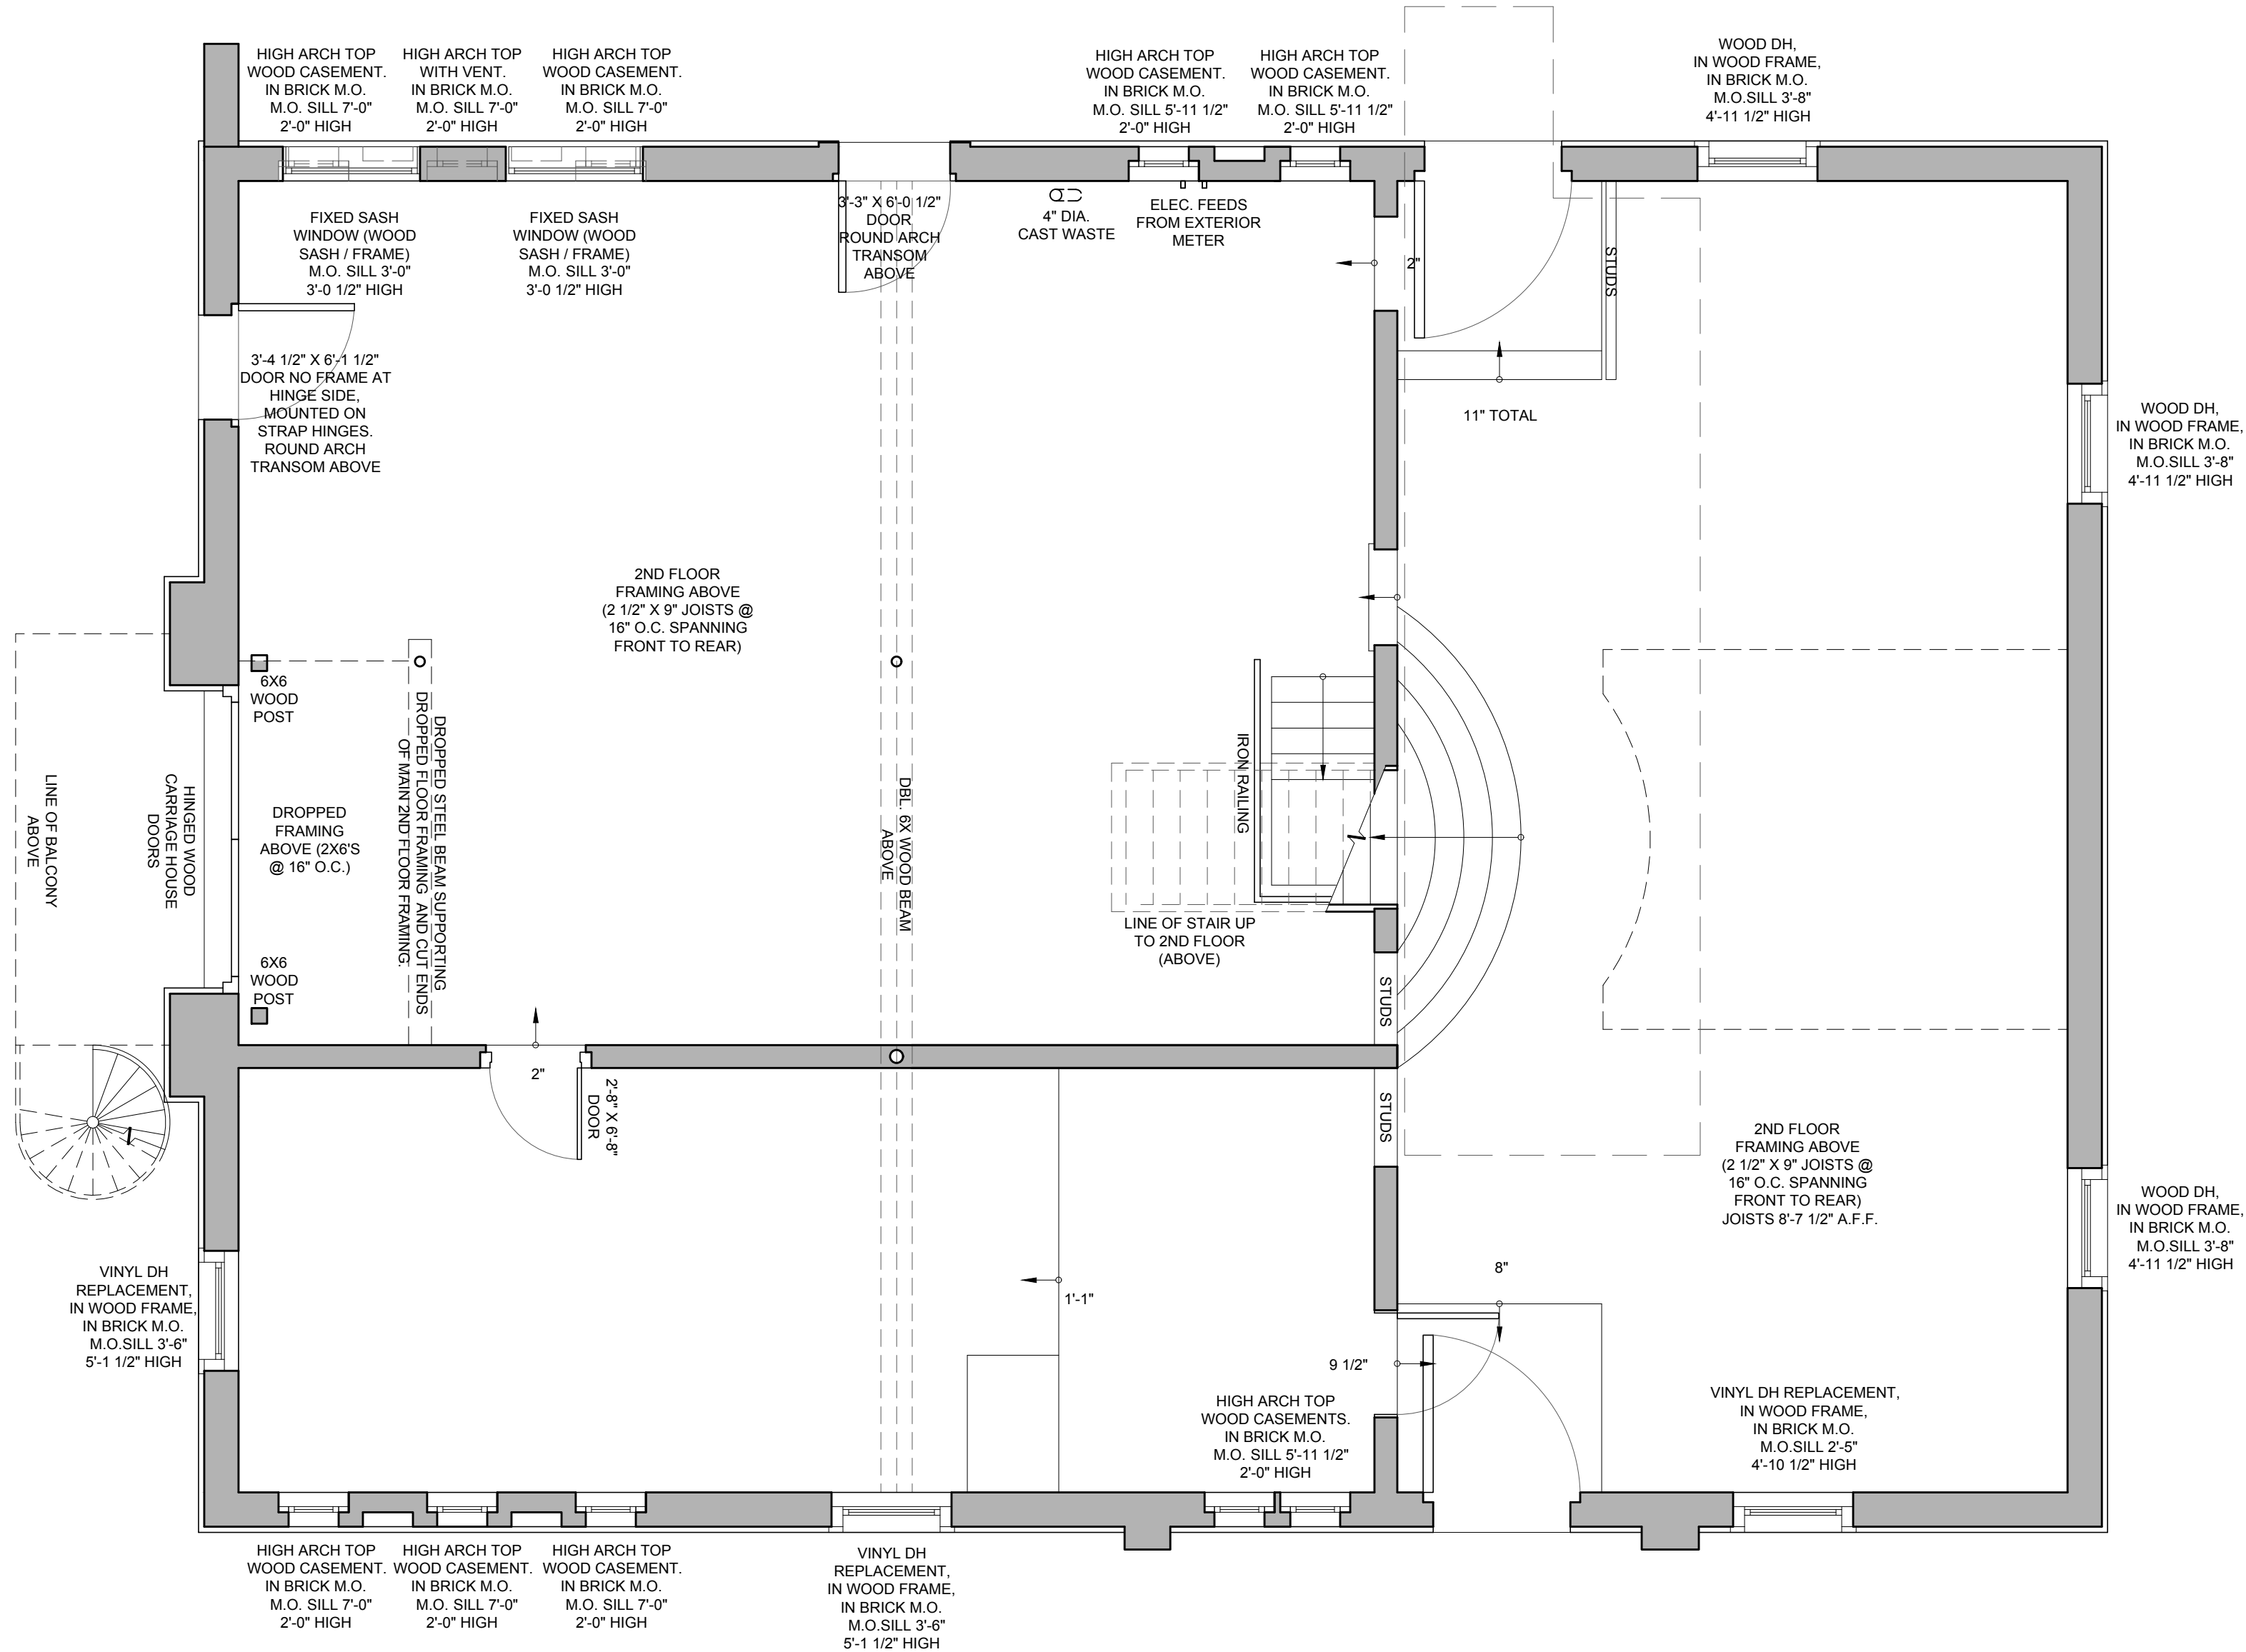 HIGH ARCH TOP
WOOD CASEMENT.
IN BRICK M.O.
M.O. SILL 7'-0"
2'-0" HIGH
HIGH ARCH TOP
WITH VENT.
IN BRICK M.O.
M.O. SILL 7'-0"
2'-0" HIGH
HIGH ARCH TOP
WOOD CASEMENT.
IN BRICK M.O.
M.O. SILL 7'-0"
2'-0" HIGH
HIGH ARCH TOP
WOOD CASEMENT.
IN BRICK M.O.
M.O. SILL 5'-11 1/2"
2'-0" HIGH
HIGH ARCH TOP
WOOD CASEMENT.
IN BRICK M.O.
M.O. SILL 5'-11 1/2"
2'-0" HIGH
WOOD DH,
IN WOOD FRAME,
IN BRICK M.O.
M.O.SILL 3'-8"
4'-11 1/2" HIGH
FIXED SASH
WINDOW (WOOD
SASH / FRAME)
M.O. SILL 3'-0"
3'-0 1/2" HIGH
FIXED SASH
WINDOW (WOOD
SASH / FRAME)
M.O. SILL 3'-0"
3'-0 1/2" HIGH
3'-3" X 6'-0 1/2"
DOOR
ROUND ARCH
TRANSOM
ABOVE
4" DIA.
CAST WASTE
ELEC. FEEDS
FROM EXTERIOR
METER
2"
STUDS
3'-4 1/2" X 6'-1 1/2"
DOOR NO FRAME AT
HINGE SIDE,
MOUNTED ON
STRAP HINGES.
ROUND ARCH
TRANSOM ABOVE
11" TOTAL
WOOD DH,
IN WOOD FRAME,
IN BRICK M.O.
M.O.SILL 3'-8"
4'-11 1/2" HIGH
2ND FLOOR
FRAMING ABOVE
(2 1/2" X 9" JOISTS @
16" O.C. SPANNING
FRONT TO REAR)
6X6
WOOD
POST
DROPPED STEEL BEAM SUPPORTING
DROPPED FLOOR FRAMING AND CUT ENDS
OF MAIN 2ND FLOOR FRAMING.
LINE OF BALCONY
ABOVE
HINGED WOOD
CARRIAGE HOUSE
DOORS
DROPPED
FRAMING
ABOVE (2X6'S
@ 16" O.C.)
DBL. 6X WOOD BEAM
ABOVE
IRON RAILING
LINE OF STAIR UP
TO 2ND FLOOR
(ABOVE)
6X6
WOOD
POST
STUDS
2"
2'-8" X 6'-8"
DOOR
STUDS
2ND FLOOR
FRAMING ABOVE
(2 1/2" X 9" JOISTS @
16" O.C. SPANNING
FRONT TO REAR)
JOISTS 8'-7 1/2" A.F.F.
WOOD DH,
IN WOOD FRAME,
IN BRICK M.O.
M.O.SILL 3'-8"
4'-11 1/2" HIGH
VINYL DH
REPLACEMENT,
IN WOOD FRAME,
IN BRICK M.O.
M.O.SILL 3'-6"
5'-1 1/2" HIGH
1'-1"
8"
9 1/2"
HIGH ARCH TOP
WOOD CASEMENTS.
IN BRICK M.O.
M.O. SILL 5'-11 1/2"
2'-0" HIGH
VINYL DH REPLACEMENT,
IN WOOD FRAME,
IN BRICK M.O.
M.O.SILL 2'-5"
4'-10 1/2" HIGH
HIGH ARCH TOP
WOOD CASEMENT.
IN BRICK M.O.
M.O. SILL 7'-0"
2'-0" HIGH
HIGH ARCH TOP
WOOD CASEMENT.
IN BRICK M.O.
M.O. SILL 7'-0"
2'-0" HIGH
HIGH ARCH TOP
WOOD CASEMENT.
IN BRICK M.O.
M.O. SILL 7'-0"
2'-0" HIGH
VINYL DH
REPLACEMENT,
IN WOOD FRAME,
IN BRICK M.O.
M.O.SILL 3'-6"
5'-1 1/2" HIGH